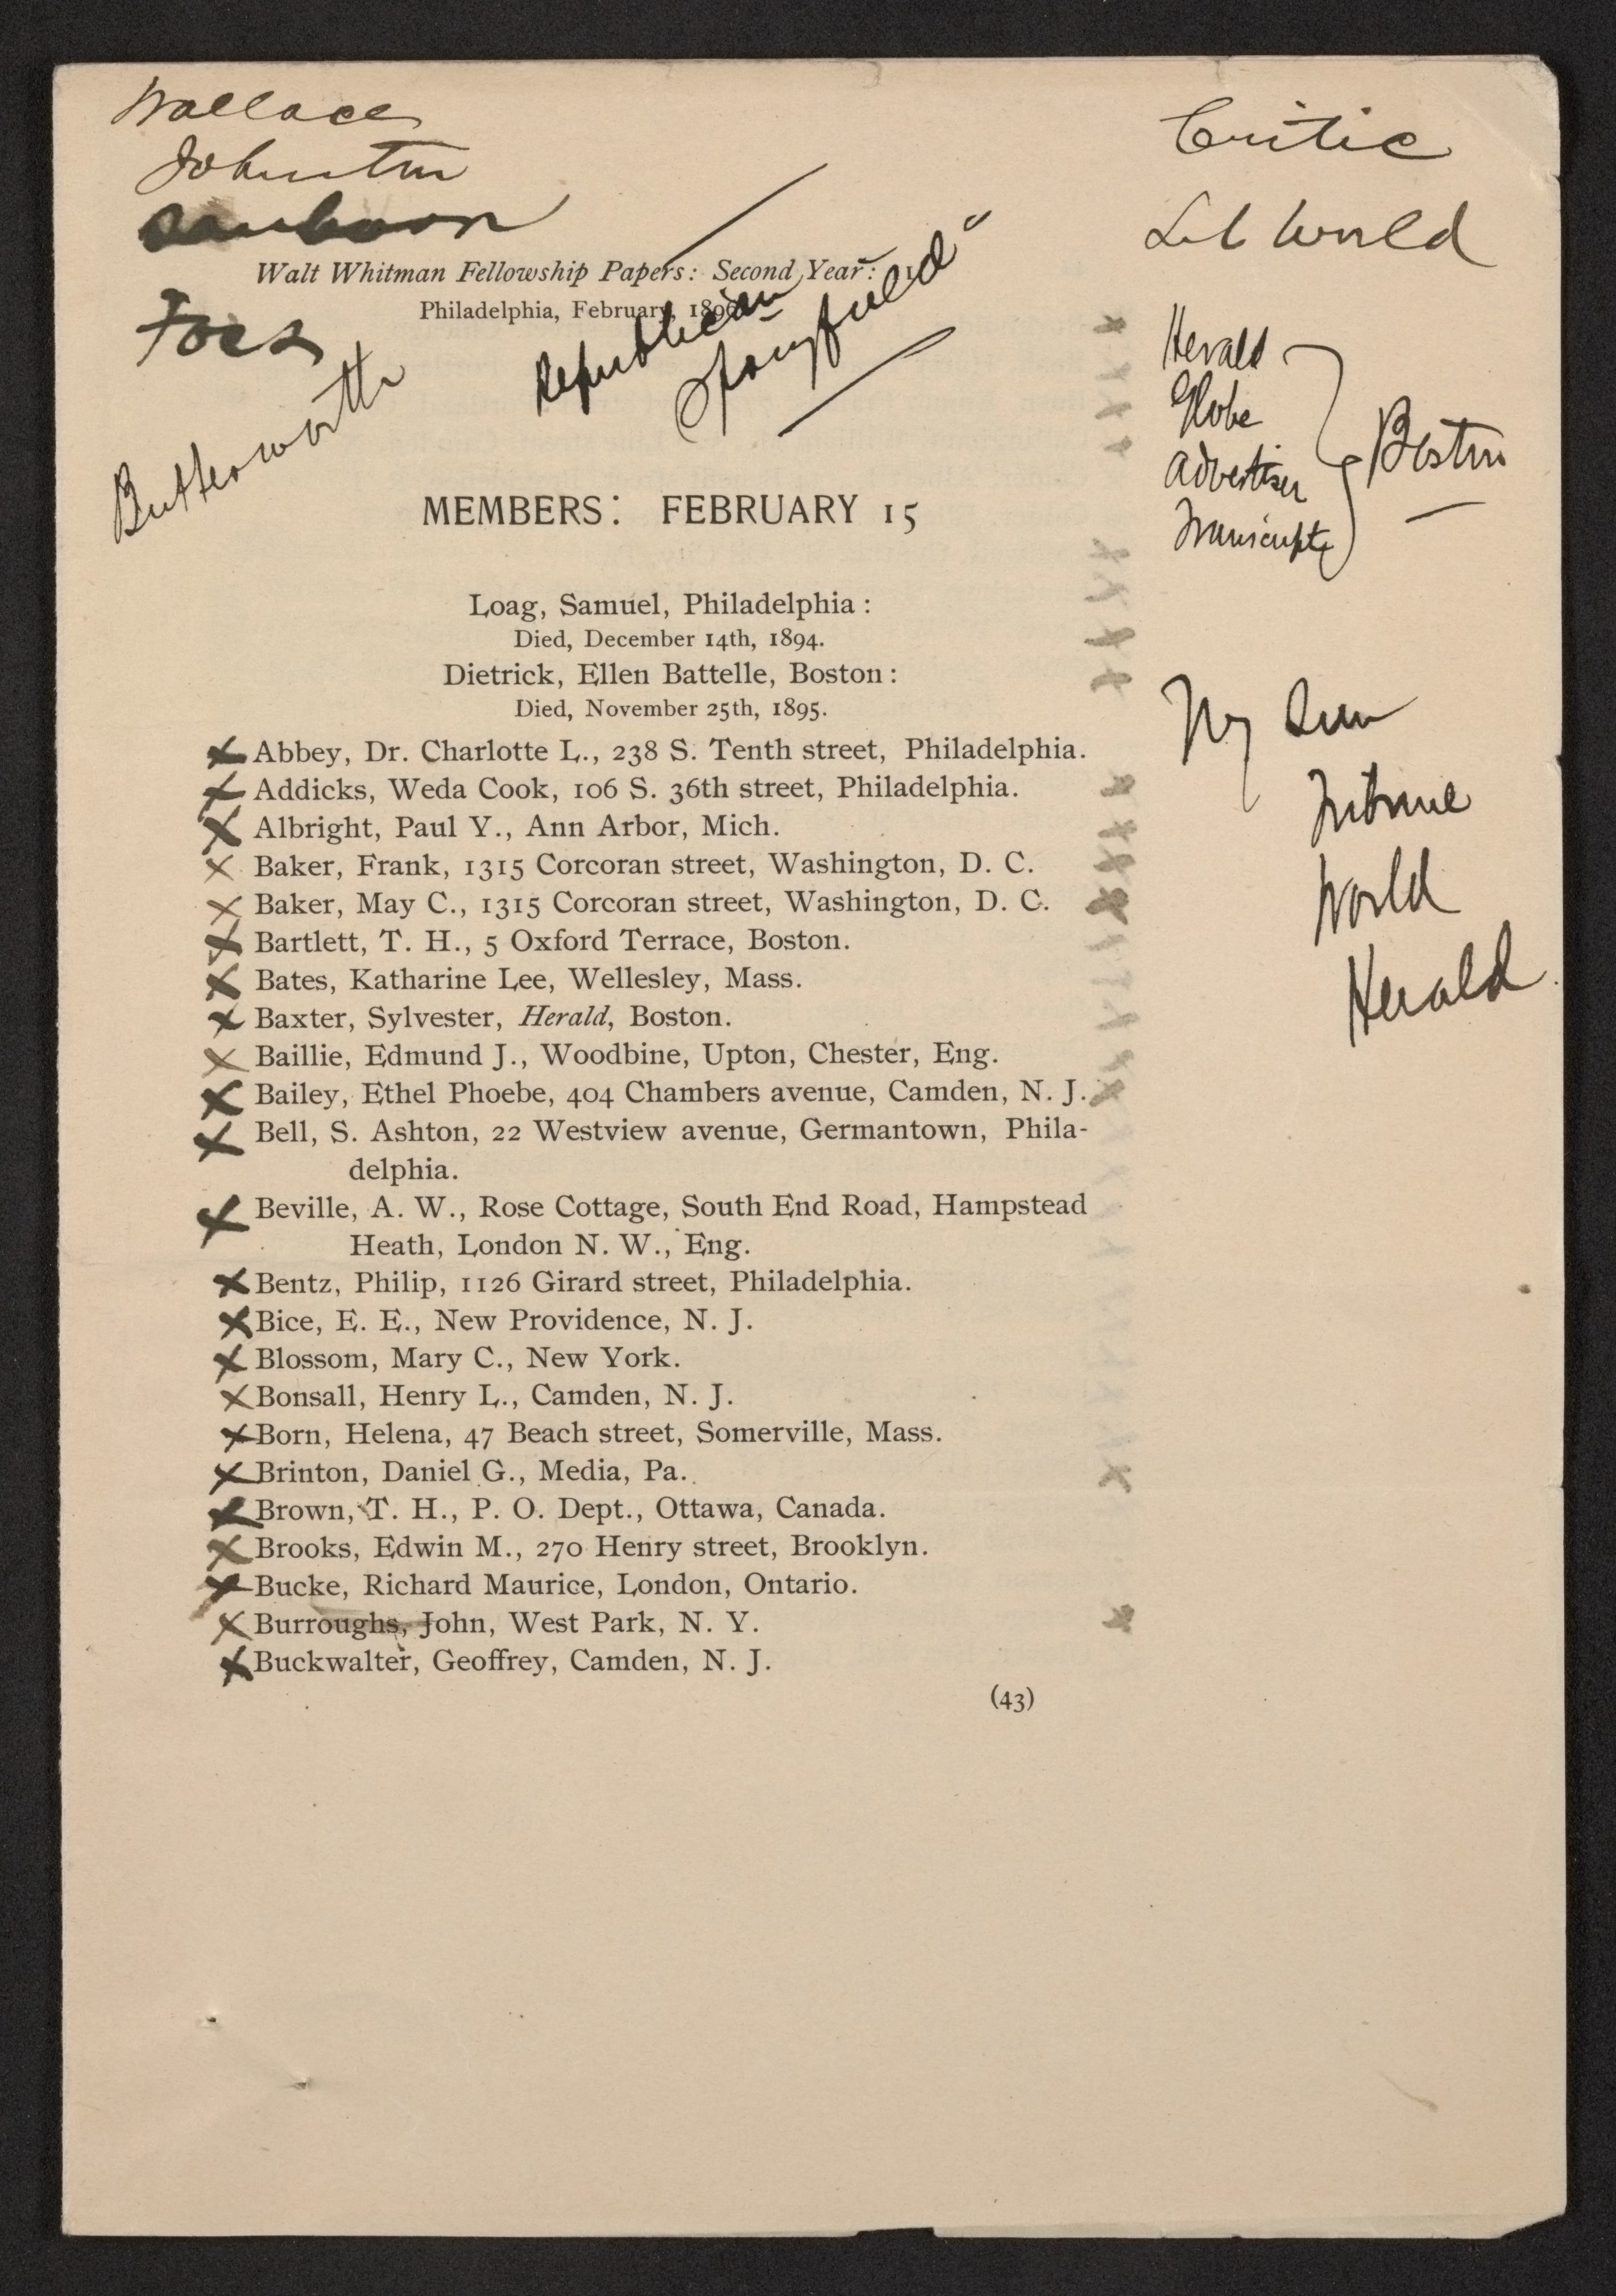 Wallace
Johnston
Sanborn
Foss
Butterworth
Republican
Springfield
Critic
Lit World
Herald
Globe
Advertiser
Transcript
Boston
NY Sun
Tribune
World
Herald
Walt Whitman Fellowship Papers: Second Year:
Philadelphia, February, 1896
MEMBERS: FEBRUARY 15
Loag, Samuel, Philadelphia:
Died, December 14th, 1894.
Dietrick, Ellen Battelle, Boston:
Died, November 25th, 1895.
x Abbey, Dr. Charlotte L., 238 S. Tenth street, Philadelphia.
x Addicks, Weda Cook, 106 S. 36th street, Philadelphia.
x Albright, Paul Y., Ann Arbor, Mich.
x Baker, Frank, 1315 Corcoran street, Washington, D. C.
x Baker, May C., 1315 Corcoran street, Washington, D. C.
x Bartlett, T. H., 5 Oxford Terrace, Boston.
x Bates, Katharine Lee, Wellesley, Mass.
x Baxter, Sylvester, Herald, Boston.
x Baillie, Edmund J., Woodbine, Upton, Chester, Eng.
x Bailey, Ethel Phoebe, 404 Chambers avenue, Camden, N. J.
x Bell, S. Ashton, 22 Westview avenue, Germantown, Phila-
delphia.
x Beville, A. W., Rose Cottage, South End Road, Hampstead
Heath, London N. W., Eng.
x Bentz, Philip, 1126 Girard street, Philadelphia.
x Bice, E. E., New Providence, N. J.
x Blossom, Mary C., New York.
x Bonsall, Henry L., Camden, N. J.
x Born, Helena, 47 Beach street, Somerville, Mass.
x Brinton, Daniel G., Media, Pa.
x Brown, T. H., P. O. Dept., Ottawa, Canada.
x Brooks, Edwin M., 270 Henry street, Brooklyn.
x Bucke, Richard Maurice, London, Ontario.
x Burroughs, John, West Park, N. Y.
x Buckwalter, Geoffrey, Camden, N. J.
(43)